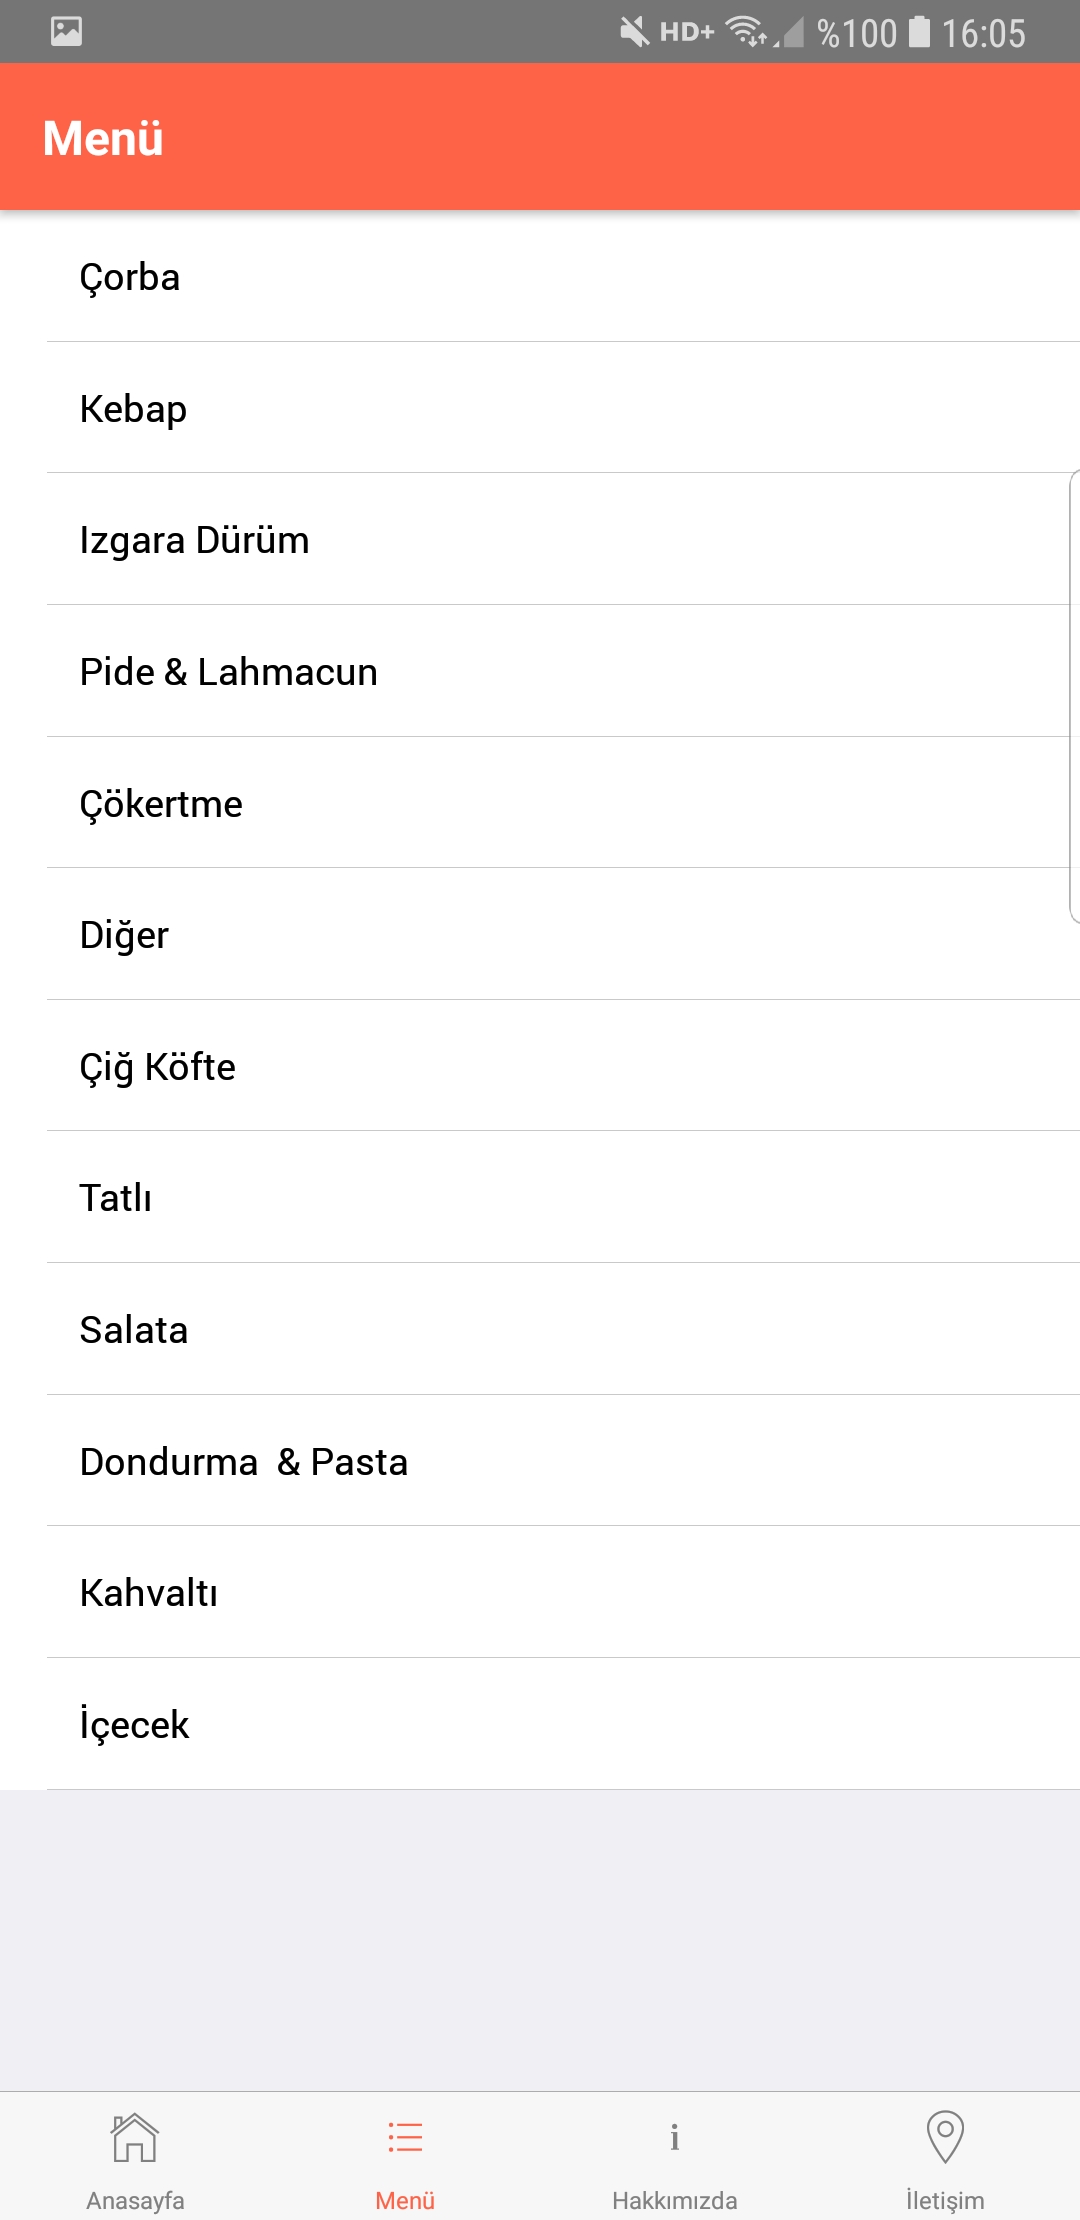 HD+ %100 16:05
Menü
Çorba
Kebap
Izgara Dürüm
Pide & Lahmacun
Çökertme
Diğer
Çiğ Köfte
Tatlı
Salata
Dondurma  & Pasta
Kahvaltı
İçecek
Anasayfa Menü Hakkımızda İletişim